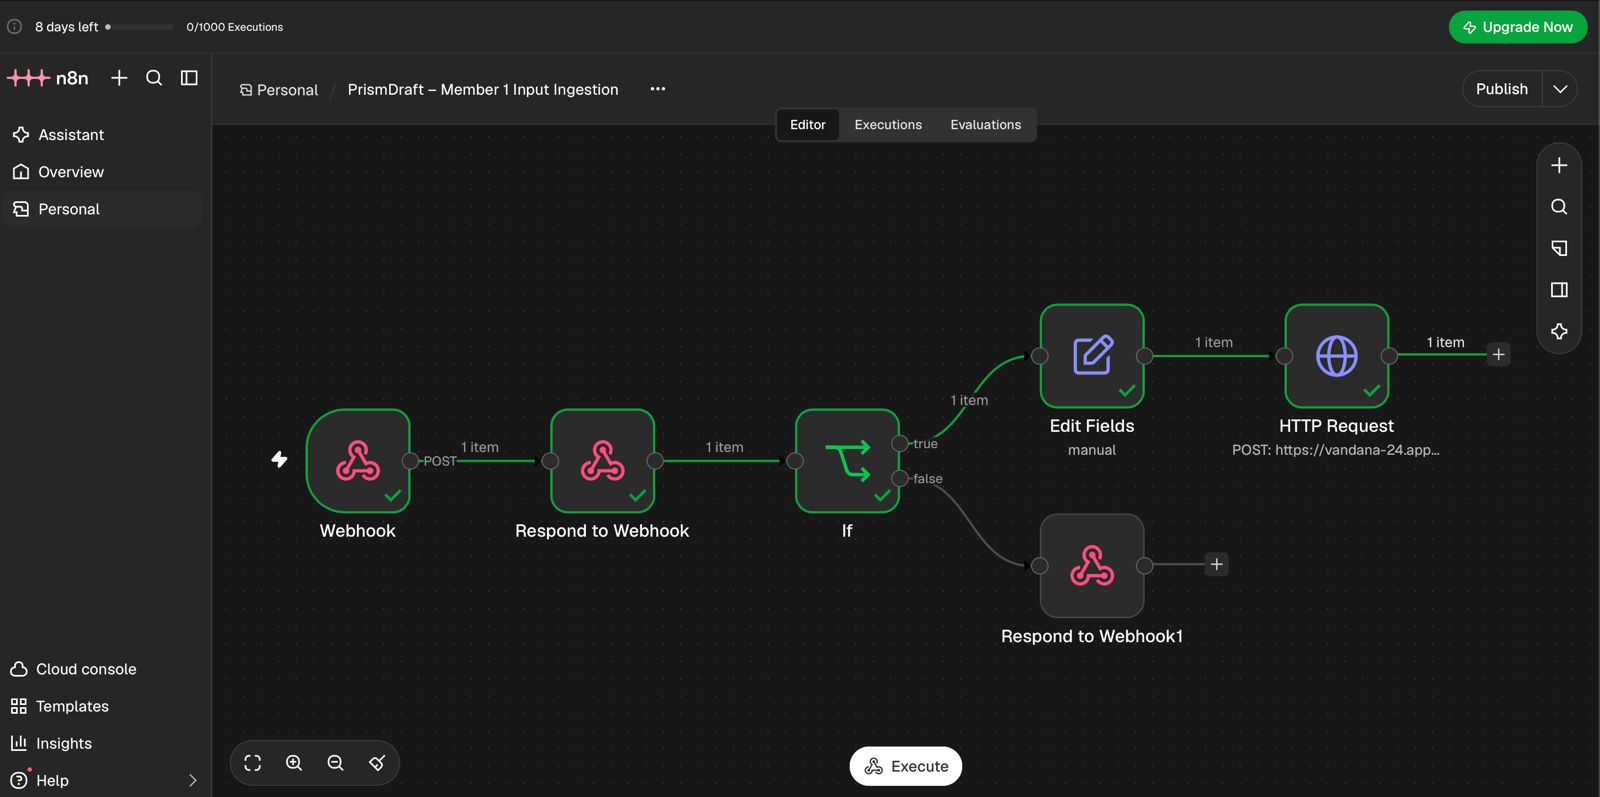 8 days left
0/1000 Executions
Upgrade Now
n8n
Personal / PrismDraft – Member 1 Input Ingestion
Publish
Editor Executions Evaluations
Assistant
Overview
Personal
1 item
1 item
HTTP Request
1 item
Edit Fields
manual
POST: https://vandana-24.app...
1 item
POST
1 item
true
false
Webhook
Respond to Webhook
If
Respond to Webhook1
Cloud console
Templates
Insights
Help
Execute